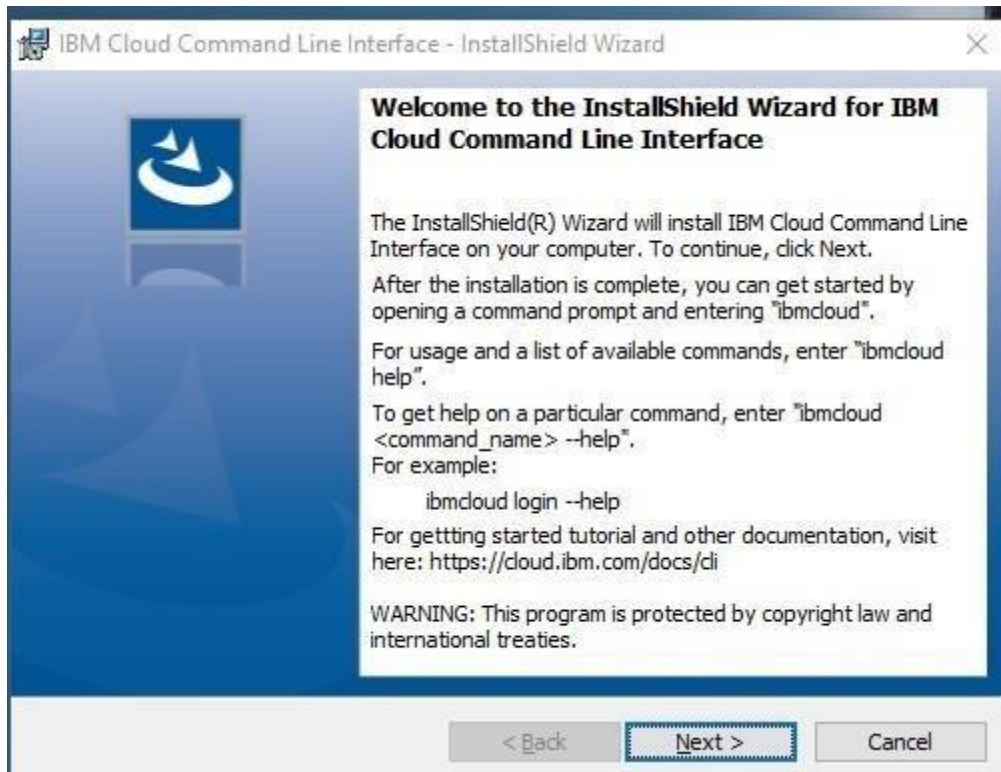 IBM Cloud Command Line Interface - InstallShield Wizard
Welcome to the InstallShield Wizard for IBM
Cloud Command Line Interface
The InstallShield(R) Wizard will install IBM Cloud Command Line
Interface on your computer. To continue, click Next.
After the installation is complete, you can get started by
opening a command prompt and entering "ibmcloud".
For usage and a list of available commands, enter "ibmcloud
help".
To get help on a particular command, enter "ibmcloud
<command_name> --help".
For example:
ibmcloud login --help
For gettting started tutorial and other documentation, visit
here: https://cloud.ibm.com/docs/cli
WARNING: This program is protected by copyright law and
international treaties.
< Back
Next >
Cancel